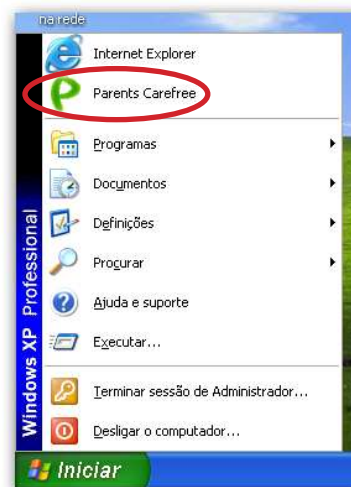 na rede
Internet Explorer
Parents Carefree
Programas
Documentos
Definições
Procurar
Ajuda e suporte
Executar...
Terminar sessão de Administrador...
Desligar o computador...
Windows XP Professional
Iniciar